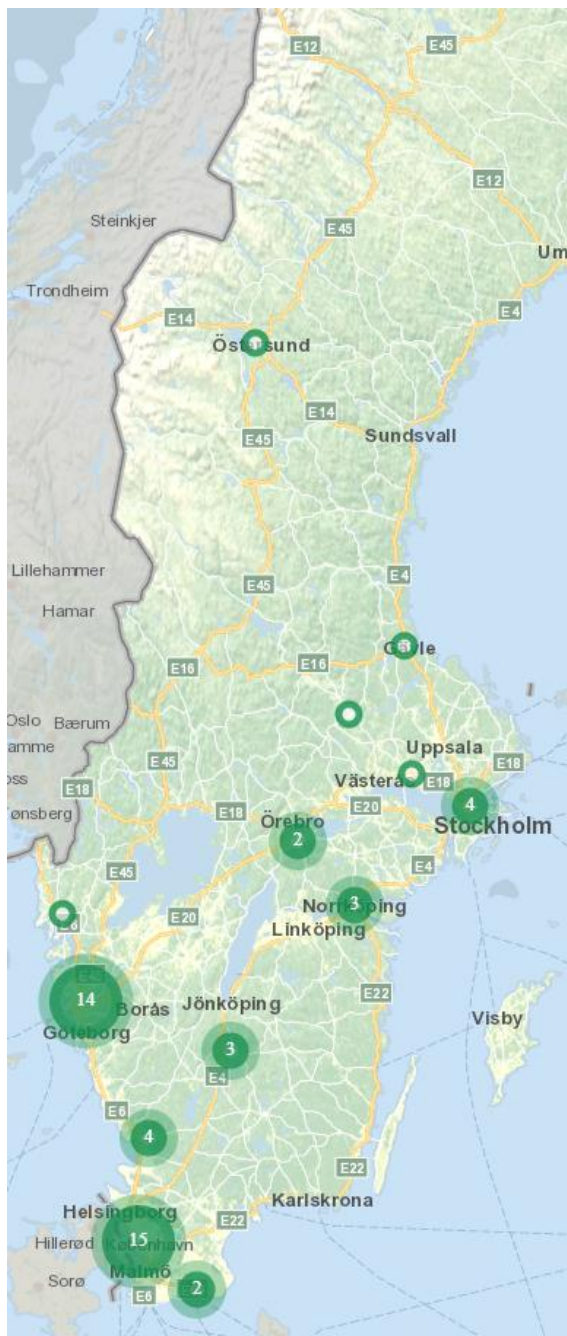 E12
E45
E12
Steinkjer
E45
Um
Trondheim
E14
E4
Östersund
E14
Sundsvall
E45
Lillehammer
E4
E45
Hamar
Gävle
E16
E16
Oslo
Bærum
amme
Uppsala
E45
E18
oss
Västerås
E18
E18
ønsberg
E18
E20
4
Örebro
Stockholm
2
E4
E45
3
Norrköping
E20
E6
Linköping
14
E22
Borås
Jönköping
Visby
Göteborg
3
E4
E6
4
E22
Karlskrona
Helsingborg
E22
15
Hillerød
København
Malmö
Sorø
2
E6